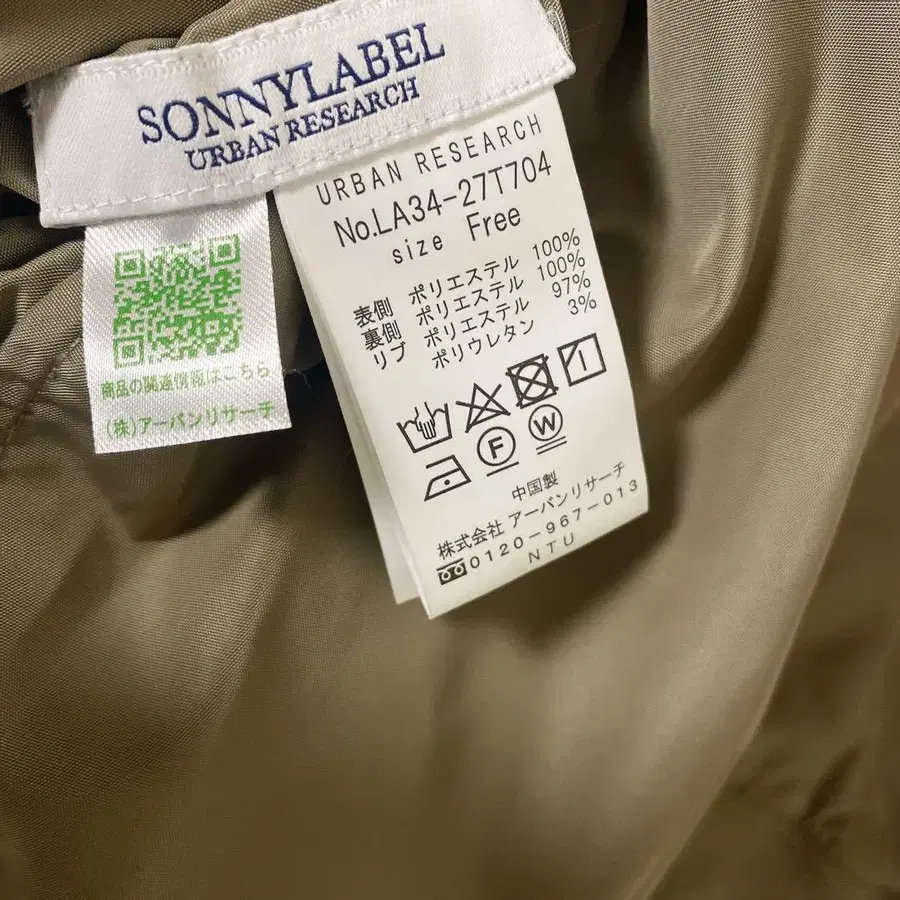 SONNYLABEL
URBAN RESEARCH
URBAN RESEARCH
No.LA34-27T704
size Free
表側 ポリエステル 100%
裏側 ポリエステル 100%
リブ ポリエステル 97%
ポリウレタン 3%
F W
中国製
株式会社 アーバンリサーチ
0120-967-013
NTU
商品の関連情報はこちら
(株)アーバンリサーチ